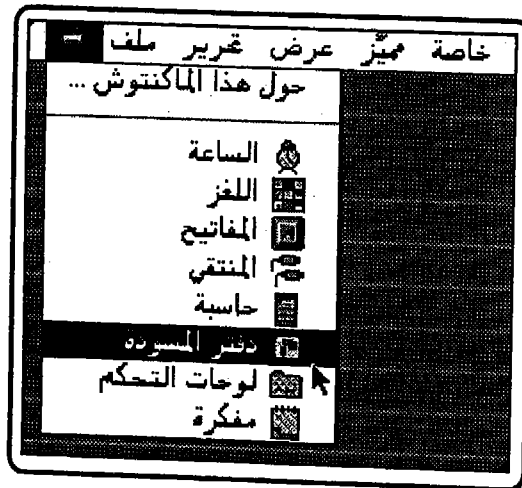 خاصة مميّز عرض تحرير ملف
حول هذا الماكنتوش ...
الساعة
اللغز
المفاتيح
المنتقي
حاسبة
دفتر المسودة
لوحات التحكم
مفكرة